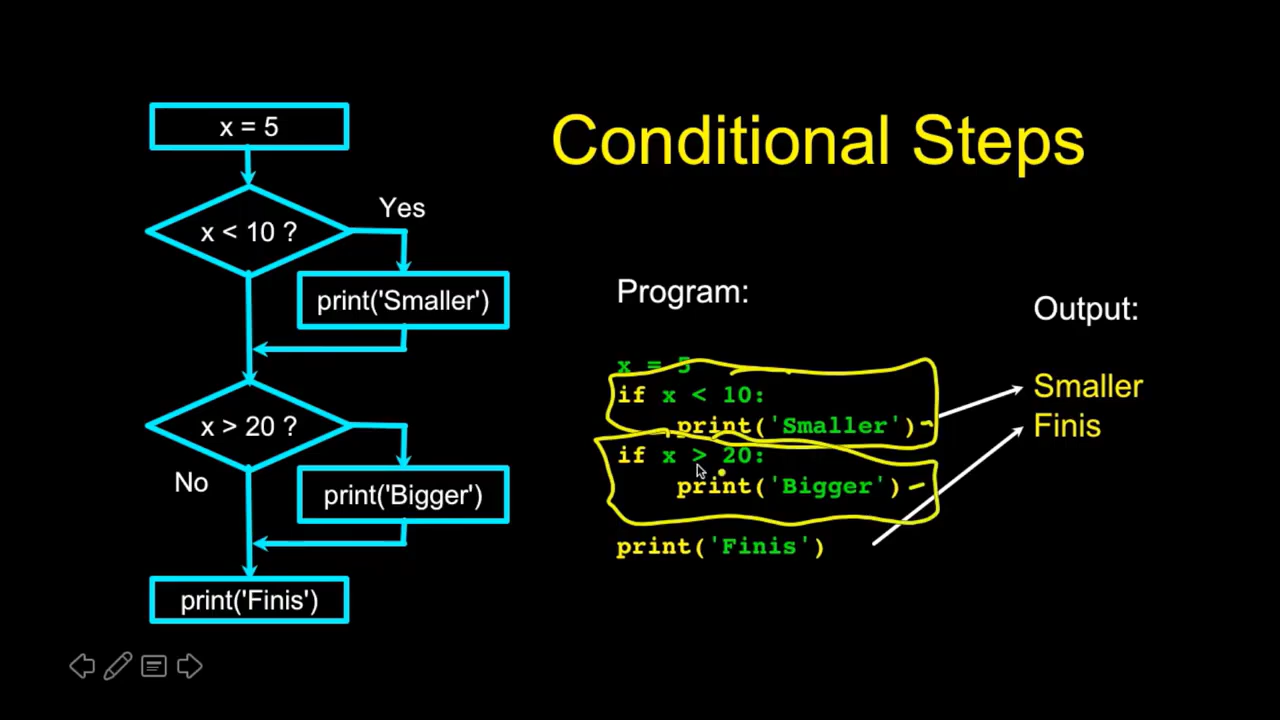 Conditional Steps
x = 5
x < 10 ?
Yes
print('Smaller')
x > 20 ?
No
print('Bigger')
print('Finis')
Program:
x = 5
if x < 10:
    print('Smaller')
if x > 20:
    print('Bigger')
print('Finis')
Output:
Smaller
Finis